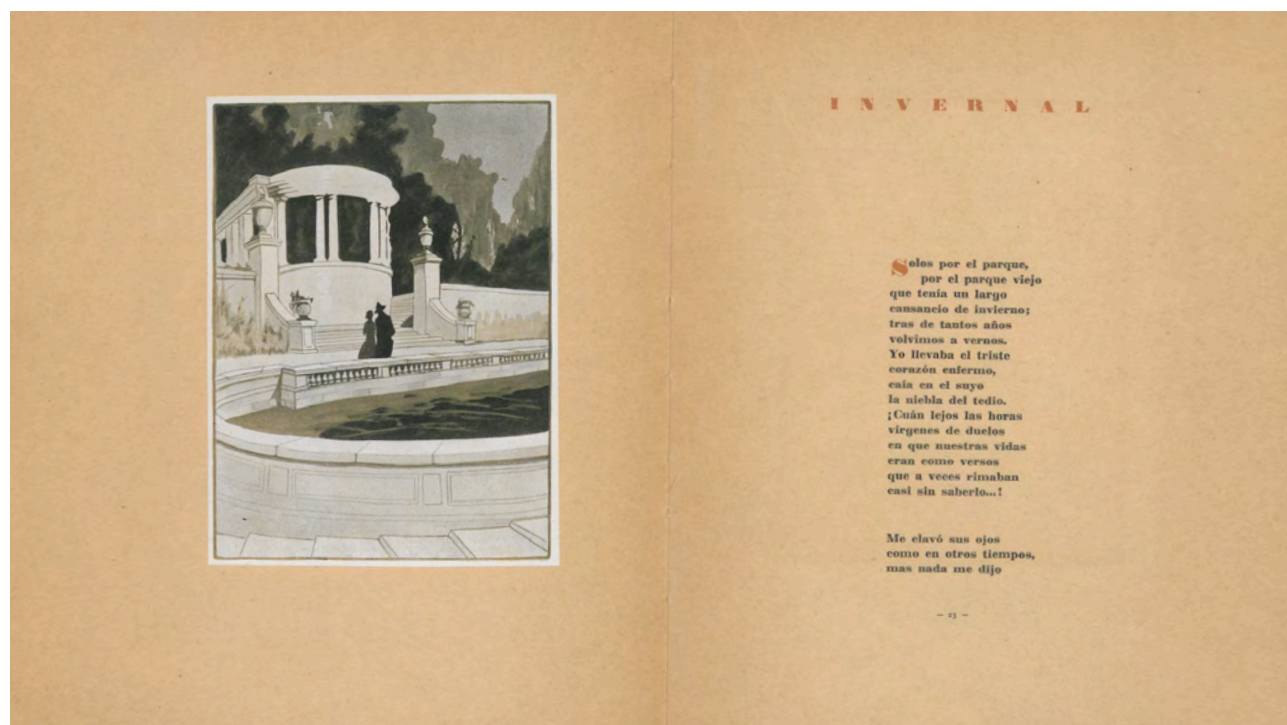 INVERNAL
Solos por el parque,
por el parque viejo
que tenía un largo
cansancio de invierno;
tras de tantos años
volvimos a vernos.
Yo llevaba el triste
corazón enfermo,
caía en el suyo
la niebla del tedio.
¡Cuán lejos las horas
vírgenes de duelos
en que nuestras vidas
eran como versos
que a veces rimaban
casi sin saberlo...!
Me clavó sus ojos
como en otros tiempos,
mas nada me dijo
– 23 –